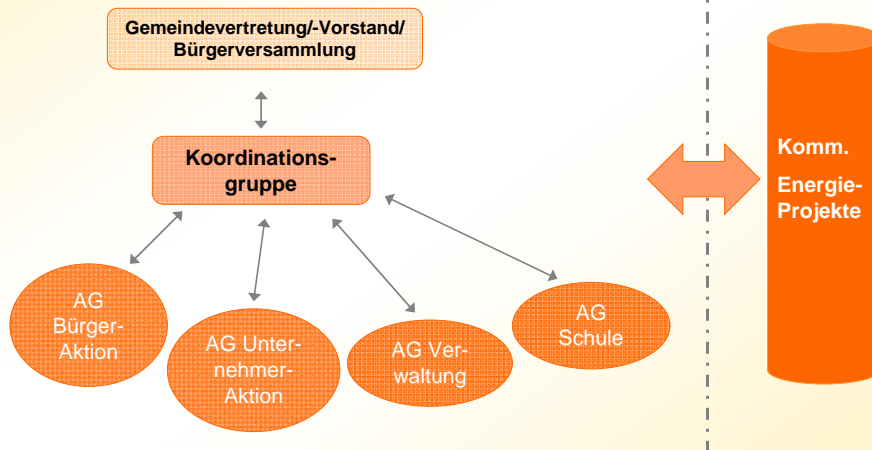 Gemeindevertretung/-Vorstand/
Bürgerversammlung
Koordinations-
gruppe
AG
Bürger-
Aktion
AG Unter-
nehmer-
Aktion
AG Ver-
waltung
AG
Schule
Komm.
Energie-
Projekte